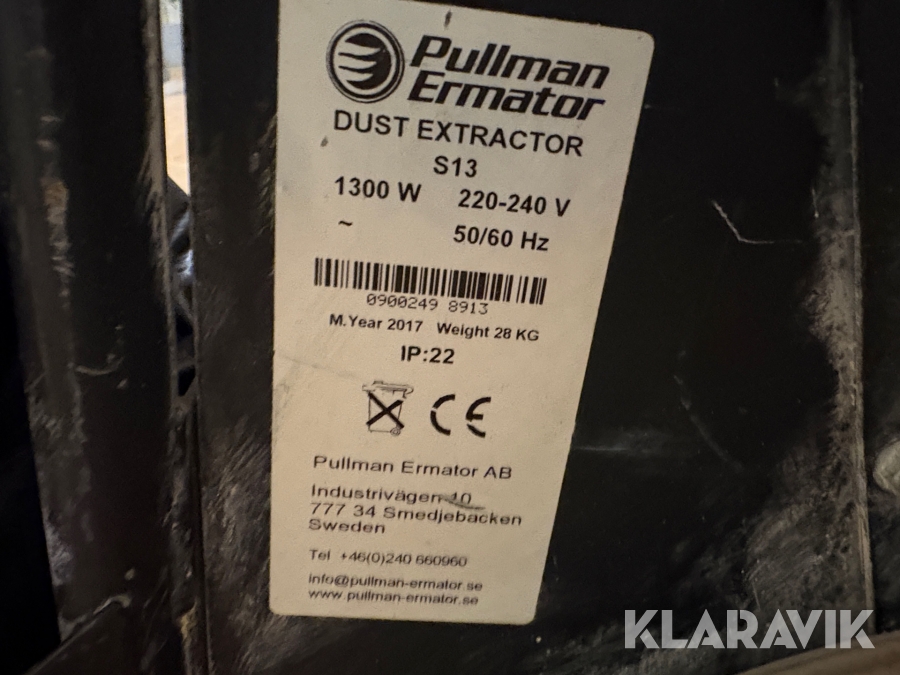 Pullman
Ermator
DUST EXTRACTOR
S13
1300 W 220-240 V
~ 50/60 Hz
0900249 8913
M.Year 2017 Weight 28 KG
IP:22
CE
Pullman Ermator AB
Industrivägen 10
777 34 Smedjebacken
Sweden
Tel +46(0)240 660960
info@pullman-ermator.se
www.pullman-ermator.se
KLARAVIK